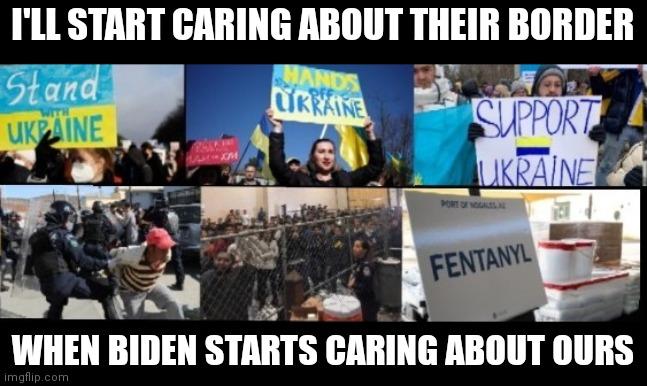 I'LL START CARING ABOUT THEIR BORDER
Stand
WITH
UKRAINE
HANDS
OFF
UKRAINE
SUPPORT
UKRAINE
PORT OF NOGALES, AZ
FENTANYL
WHEN BIDEN STARTS CARING ABOUT OURS
imgflip.com